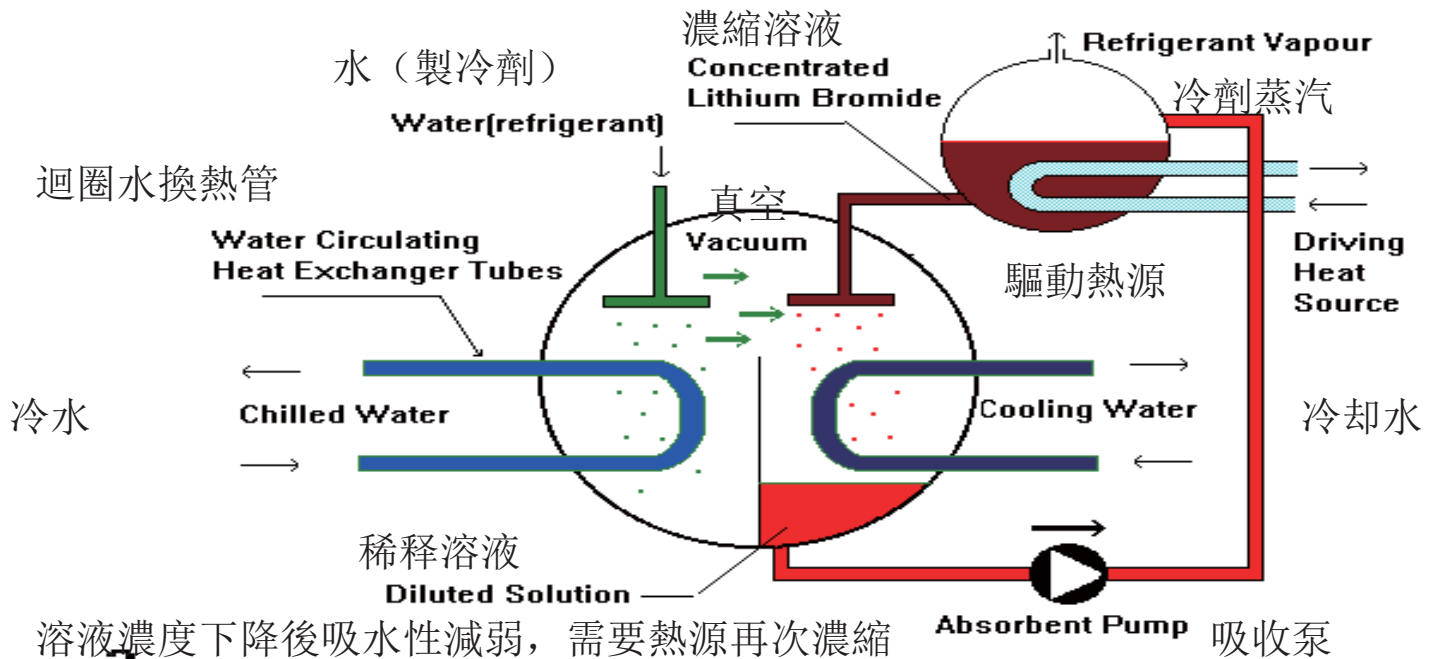 濃縮溶液
Concentrated
Lithium Bromide
Refrigerant Vapour
冷劑蒸汽
水（製冷劑）
Water(refrigerant)
迴圈水換熱管
Water Circulating
Heat Exchanger Tubes
真空
Vacuum
驅動熱源
Driving
Heat
Source
冷水
Chilled Water
Cooling Water
冷却水
稀释溶液
Diluted Solution
Absorbent Pump
吸收泵
溶液濃度下降後吸水性減弱，需要熱源再次濃縮